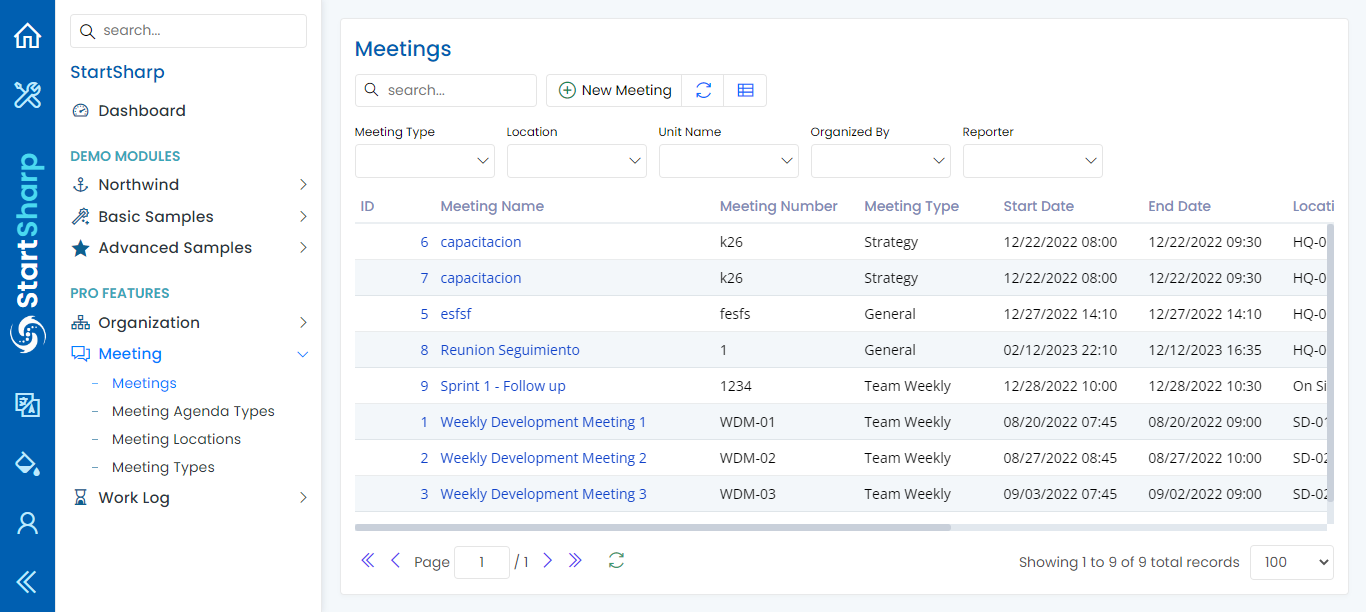 StartSharp
search...
StartSharp
Dashboard
DEMO MODULES
Northwind
Basic Samples
Advanced Samples
PRO FEATURES
Organization
Meeting
- Meetings
- Meeting Agenda Types
- Meeting Locations
- Meeting Types
Work Log
Meetings
search... New Meeting
Meeting Type Location Unit Name Organized By Reporter
ID Meeting Name Meeting Number Meeting Type Start Date End Date Locati
6 capacitacion k26 Strategy 12/22/2022 08:00 12/22/2022 09:30 HQ-0
7 capacitacion k26 Strategy 12/22/2022 08:00 12/22/2022 09:30 HQ-0
5 esfsf fesfs General 12/27/2022 14:10 12/27/2022 14:10 HQ-0
8 Reunion Seguimiento 1 General 02/12/2023 22:10 12/12/2023 16:35 HQ-0
9 Sprint 1 - Follow up 1234 Team Weekly 12/28/2022 10:00 12/28/2022 10:30 On Si
1 Weekly Development Meeting 1 WDM-01 Team Weekly 08/20/2022 07:45 08/20/2022 09:00 SD-01
2 Weekly Development Meeting 2 WDM-02 Team Weekly 08/27/2022 08:45 08/27/2022 10:00 SD-02
3 Weekly Development Meeting 3 WDM-03 Team Weekly 09/03/2022 07:45 09/02/2022 09:00 SD-02
Page 1 / 1 Showing 1 to 9 of 9 total records 100